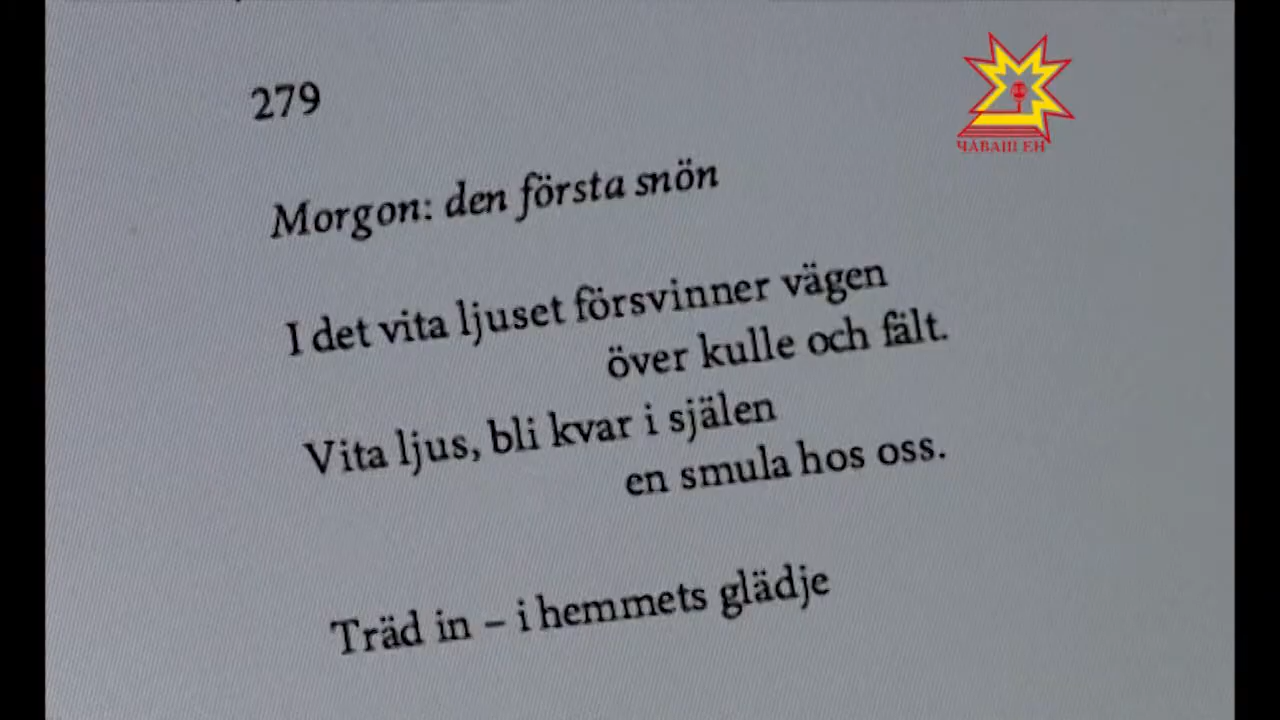 ЧӐВАШ ЕН
279
Morgon: den första snön
I det vita ljuset försvinner vägen
över kulle och fält.
Vita ljus, bli kvar i själen
en smula hos oss.
Träd in – i hemmets glädje